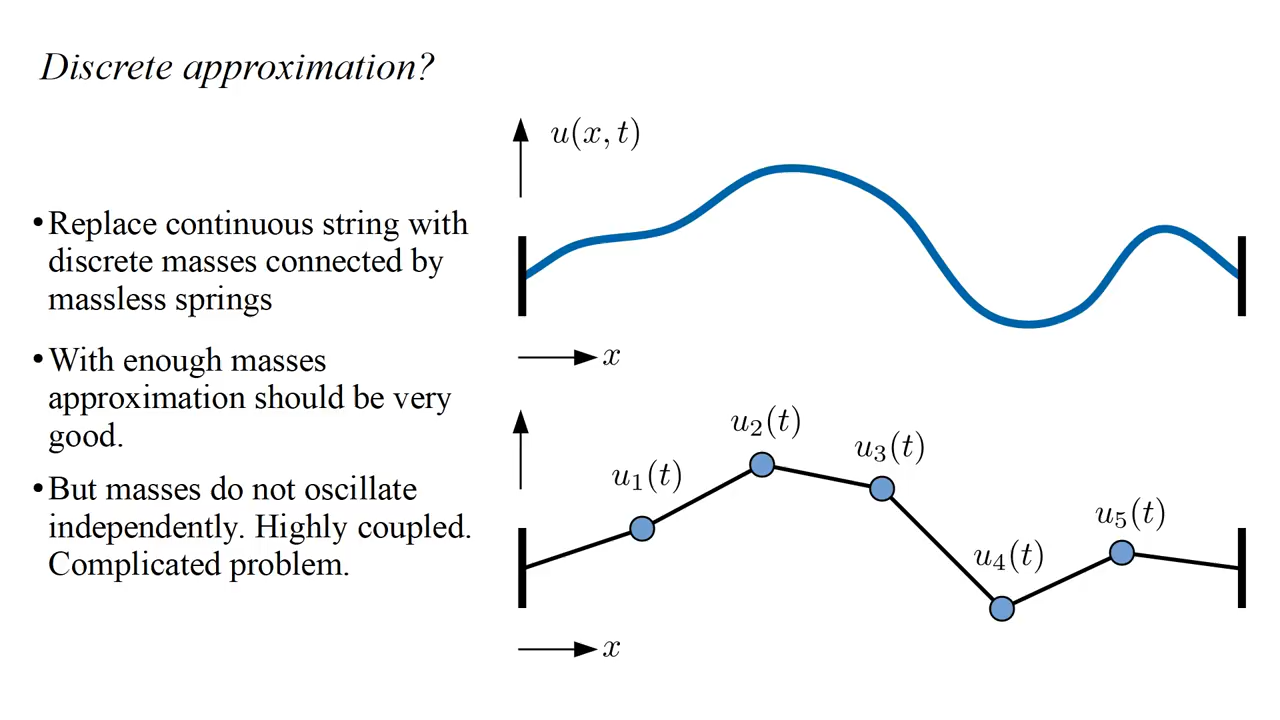 Discrete approximation?
•Replace continuous string with
discrete masses connected by
massless springs
•With enough masses
approximation should be very
good.
•But masses do not oscillate
independently. Highly coupled.
Complicated problem.
u(x, t)
x
u₁(t)
u₂(t)
u₃(t)
u₄(t)
u₅(t)
x